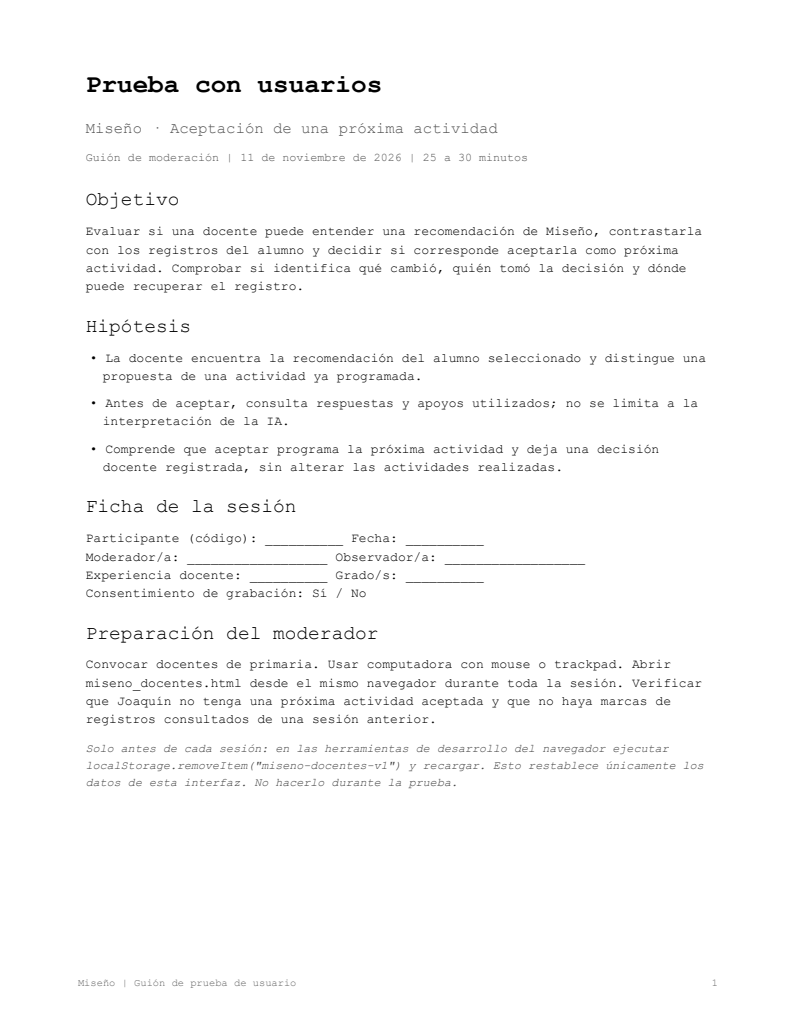 Prueba con usuarios
Miseño · Aceptación de una próxima actividad
Guión de moderación | 11 de noviembre de 2026 | 25 a 30 minutos
Objetivo
Evaluar si una docente puede entender una recomendación de Miseño, contrastarla
con los registros del alumno y decidir si corresponde aceptarla como próxima
actividad. Comprobar si identifica qué cambió, quién tomó la decisión y dónde
puede recuperar el registro.
Hipótesis
• La docente encuentra la recomendación del alumno seleccionado y distingue una
propuesta de una actividad ya programada.
• Antes de aceptar, consulta respuestas y apoyos utilizados; no se limita a la
interpretación de la IA.
• Comprende que aceptar programa la próxima actividad y deja una decisión
docente registrada, sin alterar las actividades realizadas.
Ficha de la sesión
Participante (código): __________ Fecha: __________
Moderador/a: __________________ Observador/a: __________________
Experiencia docente: __________ Grado/s: __________
Consentimiento de grabación: Sí / No
Preparación del moderador
Convocar docentes de primaria. Usar computadora con mouse o trackpad. Abrir
miseno_docentes.html desde el mismo navegador durante toda la sesión. Verificar
que Joaquín no tenga una próxima actividad aceptada y que no haya marcas de
registros consultados de una sesión anterior.
Solo antes de cada sesión: en las herramientas de desarrollo del navegador ejecutar
localStorage.removeItem("miseno-docentes-v1") y recargar. Esto restablece únicamente los
datos de esta interfaz. No hacerlo durante la prueba.
Miseño | Guión de prueba de usuario
1